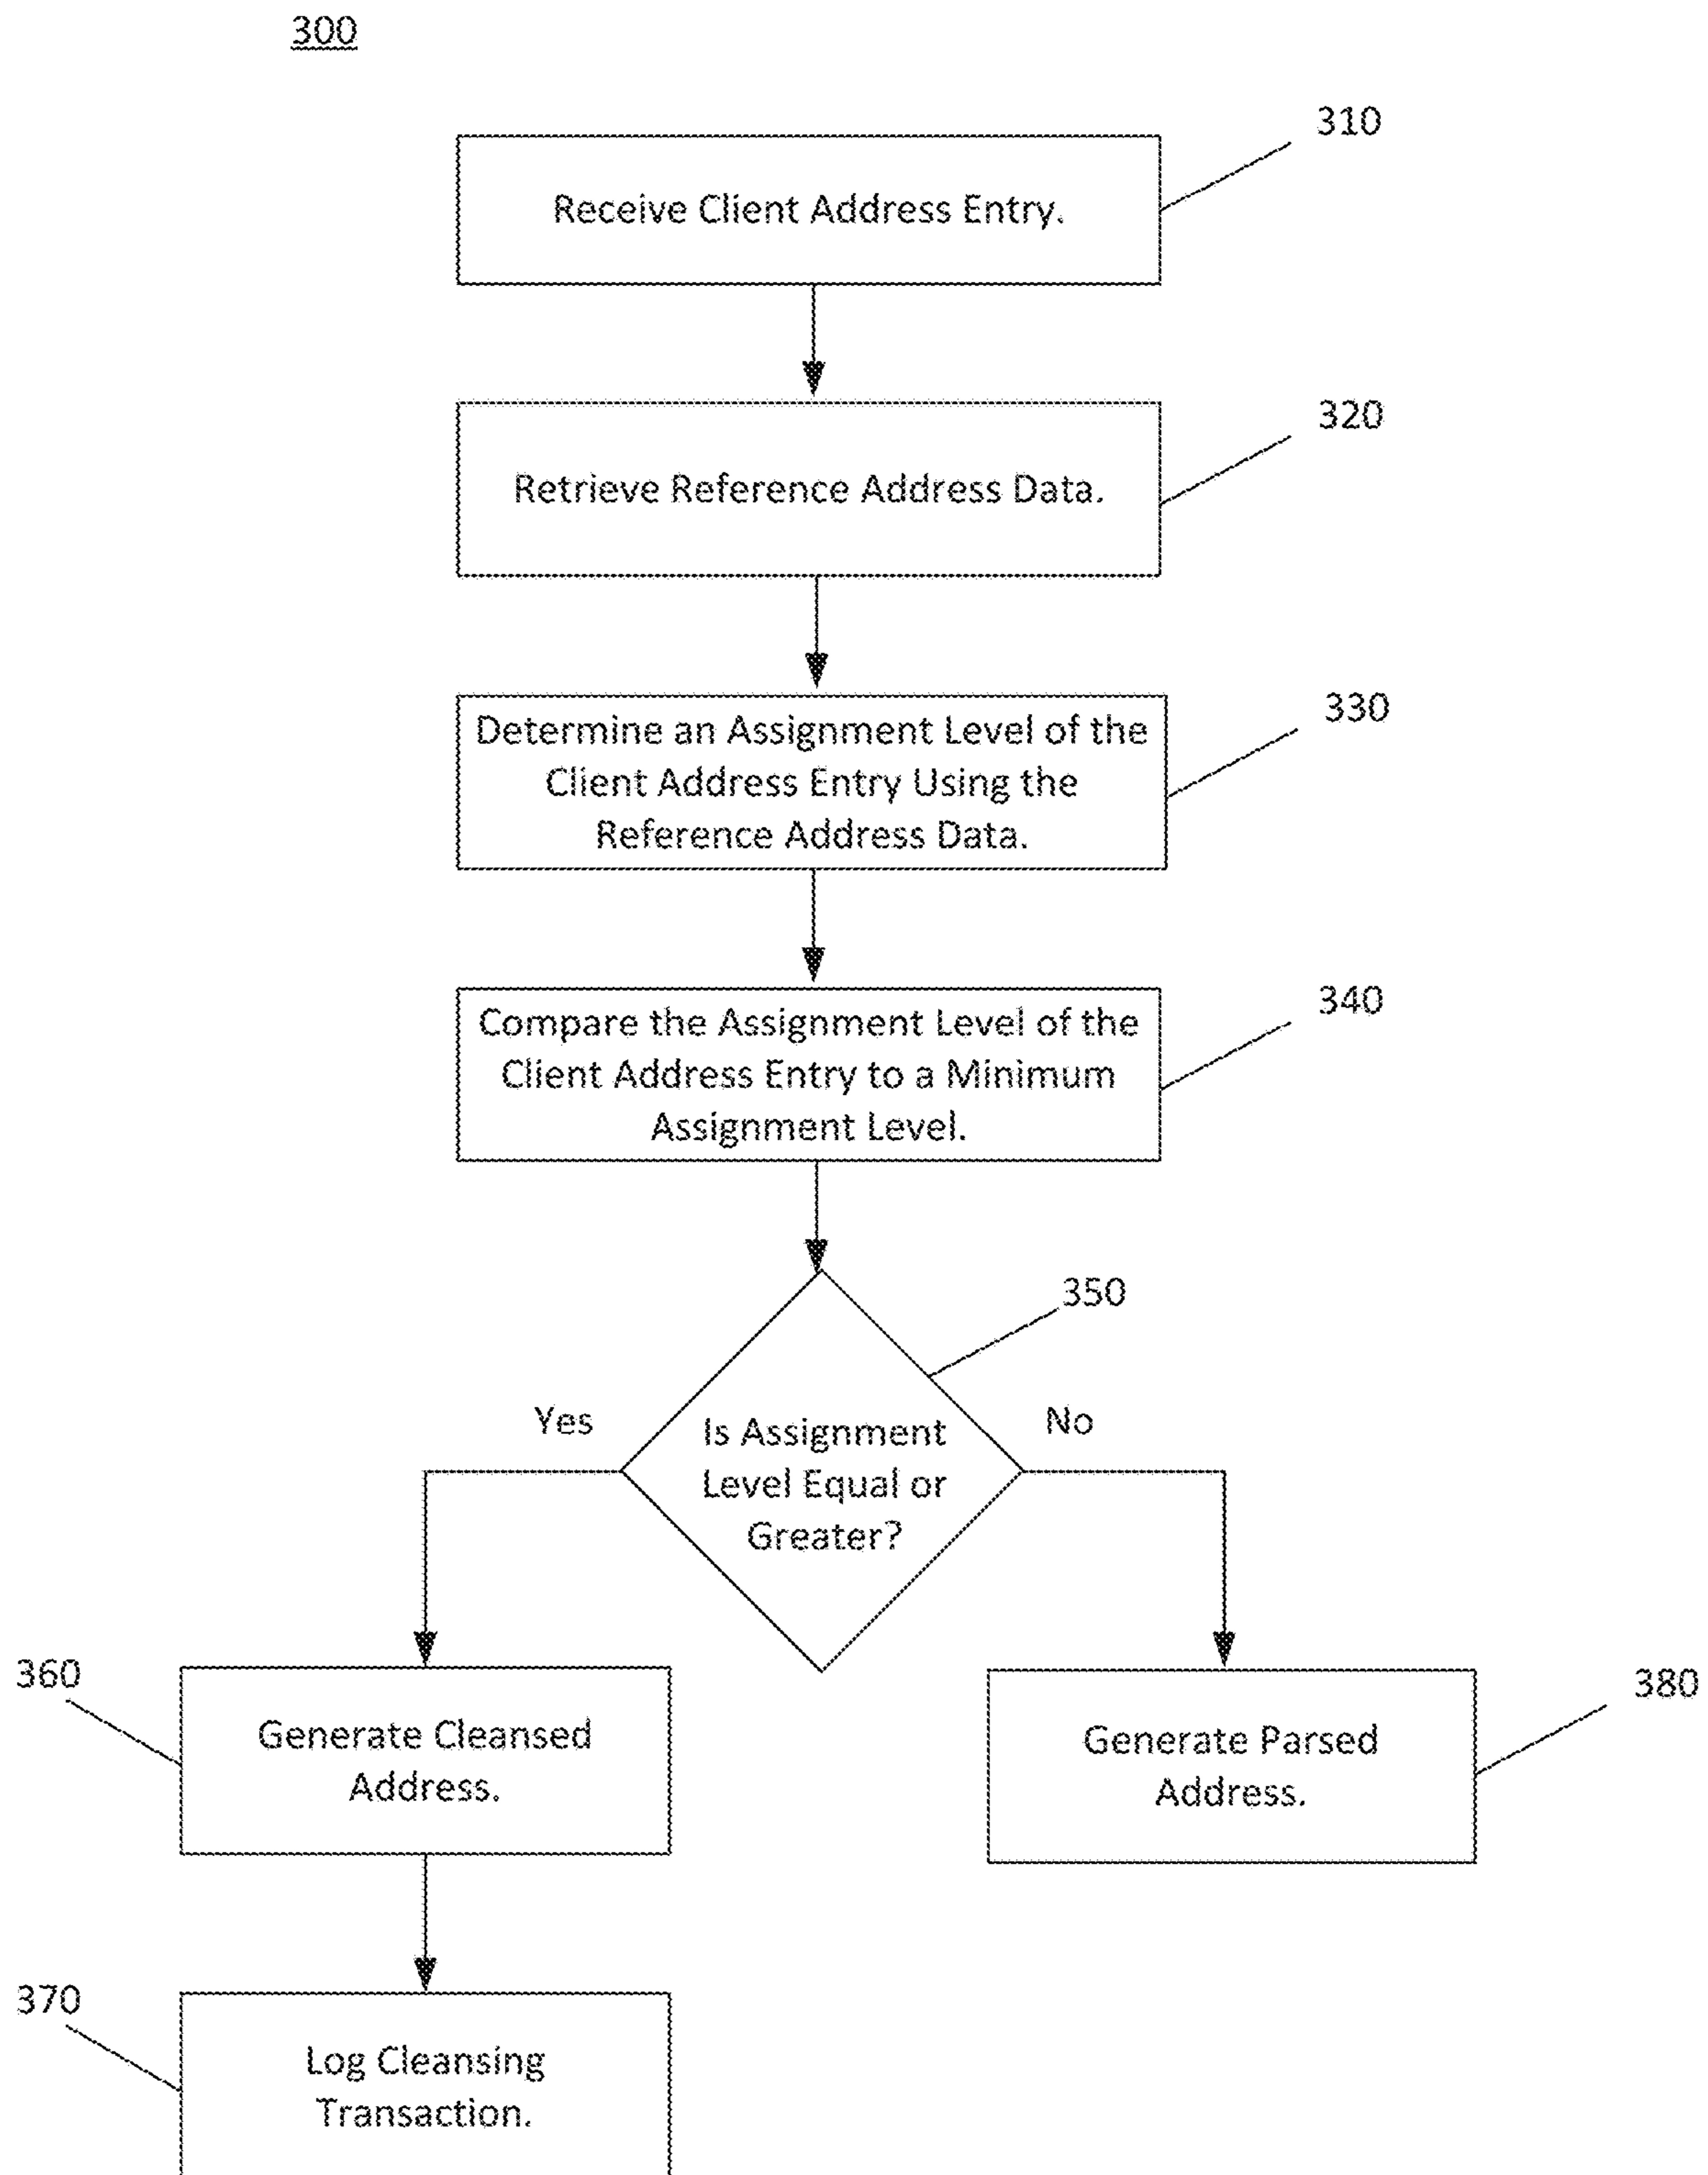 300
310
Receive Client Address Entry.
320
Retrieve Reference Address Data.
330
Determine an Assignment Level of the
Client Address Entry Using the
Reference Address Data.
340
Compare the Assignment Level of the
Client Address Entry to a Minimum
Assignment Level.
350
Yes
No
Is Assignment
Level Equal or
Greater?
360
Generate Cleansed
Address.
380
Generate Parsed
Address.
370
Log Cleansing
Transaction.